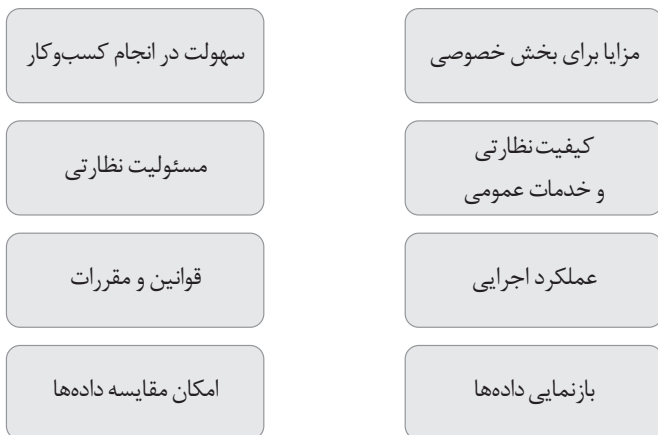 مزایا برای بخش خصوصی
سهولت در انجام کسب‌وکار
کیفیت نظارتی
و خدمات عمومی
مسئولیت نظارتی
عملکرد اجرایی
قوانین و مقررات
بازنمایی داده‌ها
امکان مقایسه داده‌ها